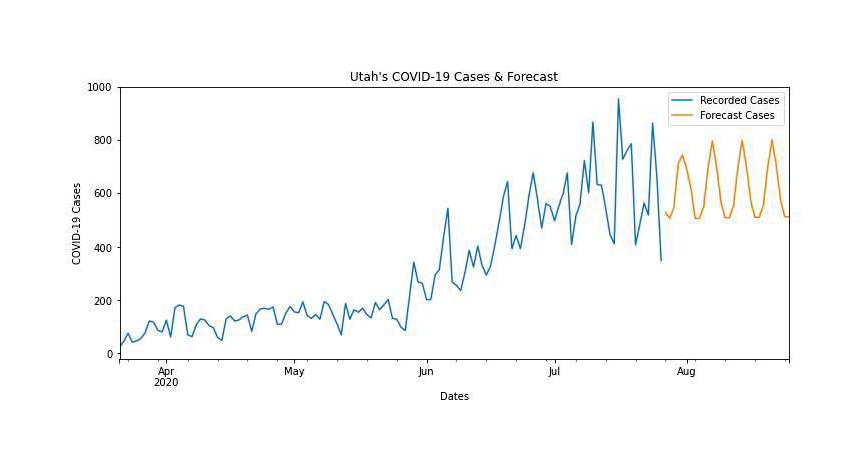 Utah's COVID-19 Cases & Forecast
1000
800
600
400
200
0
COVID-19 Cases
Recorded Cases
Forecast Cases
Apr
2020
May
Jun
Jul
Aug
Dates